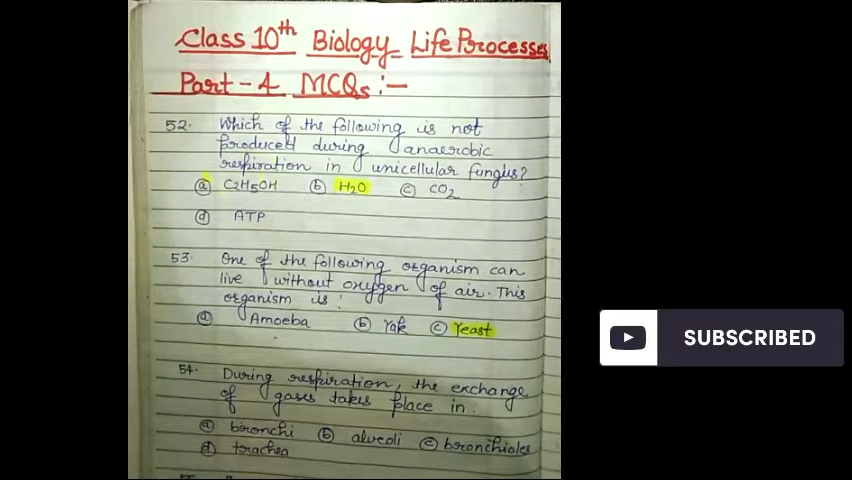 Class 10th Biology Life Processes
Part-4 MCQs:-
52. Which of the following is not
produced during anaerobic
respiration in unicellular fungus?
(a) C2H5OH (b) H2O (c) CO2
(d) ATP
53. One of the following organism can
live without oxygen of air. This
organism is:
(a) Amoeba (b) Yak (c) Yeast
54. During respiration, the exchange
of gases takes place in:
(a) bronchi (b) alveoli (c) bronchioles
(d) trachea
SUBSCRIBED